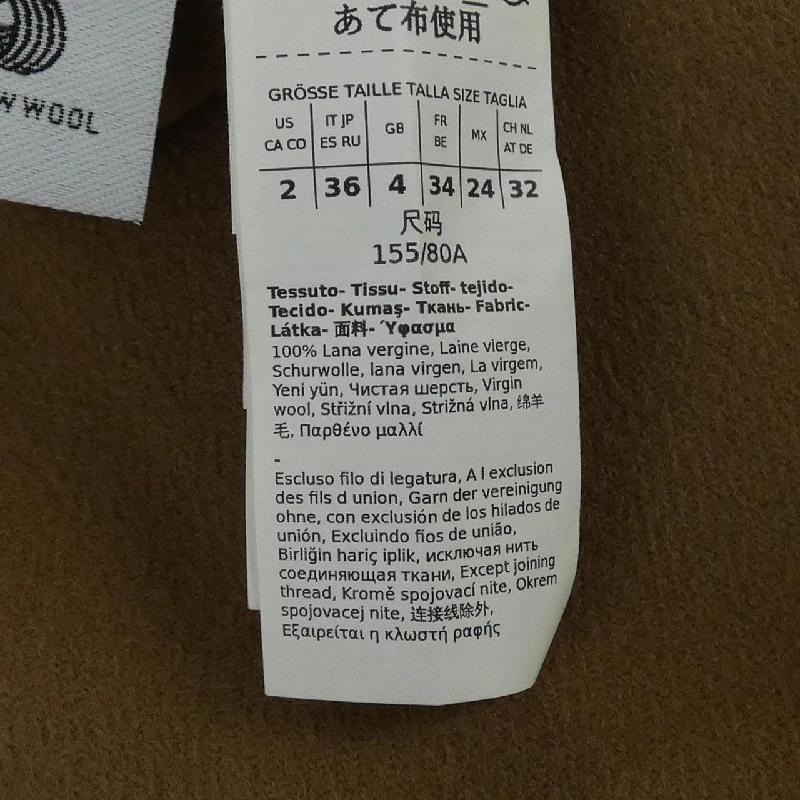 W WOOL
あて布使用
GRÖSSE TAILLE TALLA SIZE TAGLIA
US CA CO | IT JP ES RU | GB | FR BE | MX | CH NL AT DE
2 | 36 | 4 | 34 | 24 | 32
尺码
155/80A
Tessuto- Tissu- Stoff- tejido-
Tecido- Kumaş- Ткань- Fabric-
Látka- 面料- Ύφασμα
100% Lana vergine, Laine vierge,
Schurwolle, lana virgen, La virgem,
Yeni yün, Чистая шерсть, Virgin
wool, Střižní vlna, Strižná vlna, 绵羊
毛, Παρθένο μαλλί
-
Escluso filo di legatura, A l exclusion
des fils d union, Garn der vereinigung
ohne, con exclusión de los hilados de
unión, Excluindo fios de união,
Birliğin hariç iplik, исключая нить
соединяющая ткани, Except joining
thread, Kromě spojovací nite, Okrem
spojovacej nite, 连接线除外,
Εξαιρείται η κλωστή ραφής